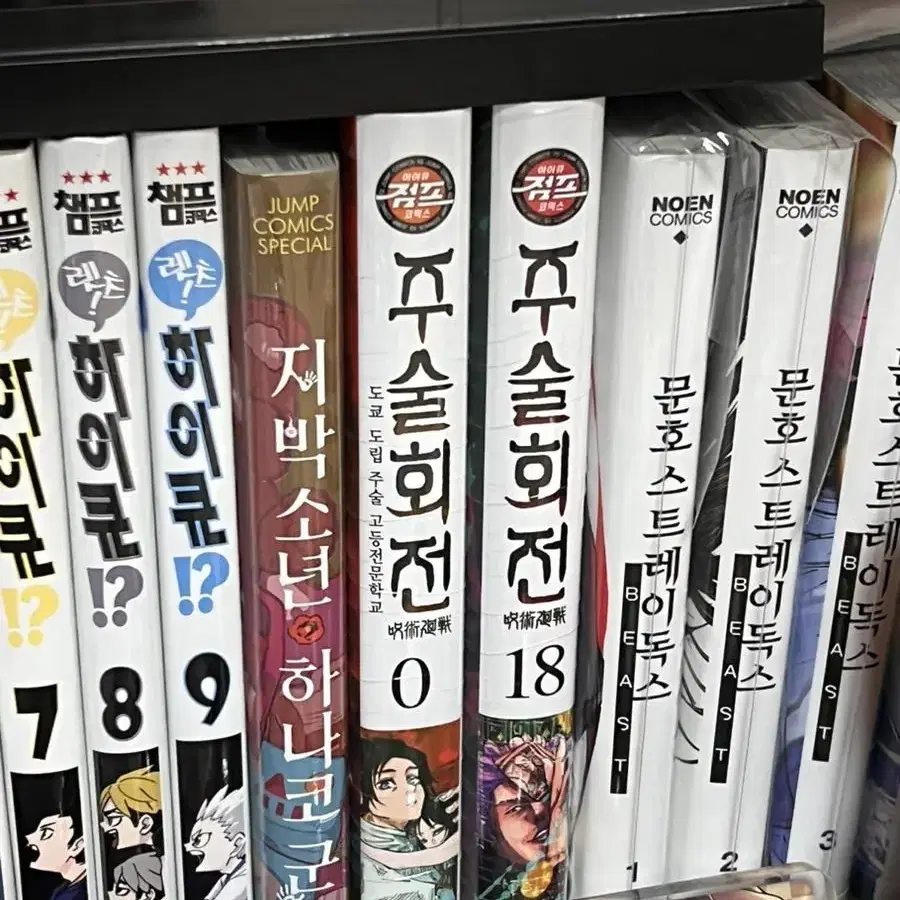 챔프
코믹스
렛츠!
하이큐
!?
7
챔프
코믹스
렛츠!
하이큐
!?
8
챔프
코믹스
렛츠!
하이큐
!?
9
JUMP
COMICS
SPECIAL
지박소년 하나코 군
아이큐
점프
코믹스
주술회전
도쿄 도립 주술 고등전문학교
呪術廻戦
0
아이큐
점프
코믹스
주술회전
呪術廻戦
18
NOEN
COMICS
문호 스트레이독스
BEAST
1
NOEN
COMICS
문호 스트레이독스
BEAST
2
문호 스트레이독스
BEAST
3